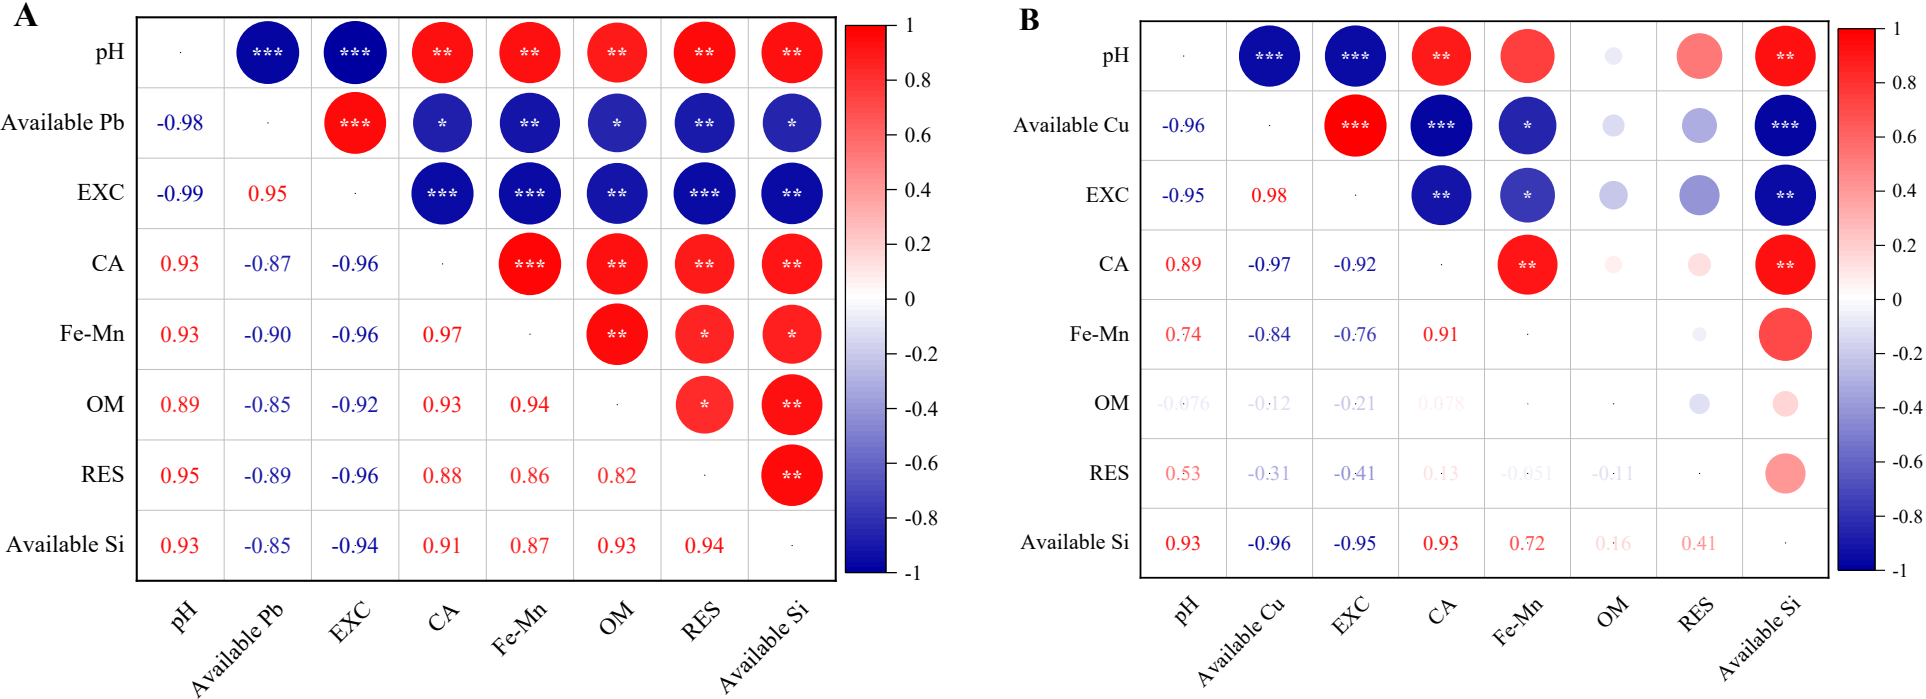 A
pH *** *** ** ** ** ** **
Available Pb -0.98 *** * ** * ** *
EXC -0.99 0.95 *** *** ** *** **
CA 0.93 -0.87 -0.96 *** ** ** **
Fe-Mn 0.93 -0.90 -0.96 0.97 ** * *
OM 0.89 -0.85 -0.92 0.93 0.94 * **
RES 0.95 -0.89 -0.96 0.88 0.86 0.82 **
Available Si 0.93 -0.85 -0.94 0.91 0.87 0.93 0.94
pH Available Pb EXC CA Fe-Mn OM RES Available Si
1
0.8
0.6
0.4
0.2
0
-0.2
-0.4
-0.6
-0.8
-1
B
pH *** *** ** **
Available Cu -0.96 *** *** * ***
EXC -0.95 0.98 ** * **
CA 0.89 -0.97 -0.92 ** **
Fe-Mn 0.74 -0.84 -0.76 0.91
OM -0.076 -0.12 -0.21 0.078
RES 0.53 -0.31 -0.41 0.13 -0.051 -0.11
Available Si 0.93 -0.96 -0.95 0.93 0.72 0.16 0.41
pH Available Cu EXC CA Fe-Mn OM RES Available Si
1
0.8
0.6
0.4
0.2
0
-0.2
-0.4
-0.6
-0.8
-1